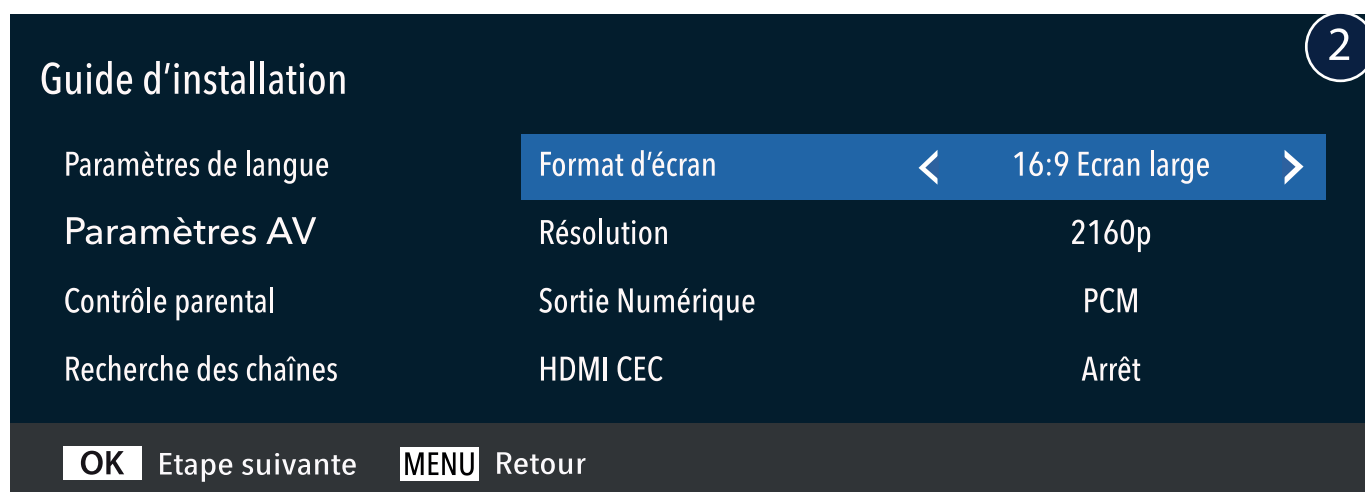 2
Guide d’installation
Paramètres de langue
Format d’écran < 16:9 Ecran large >
Paramètres AV
Résolution 2160p
Contrôle parental
Sortie Numérique PCM
Recherche des chaînes
HDMI CEC Arrêt
OK Etape suivante MENU Retour